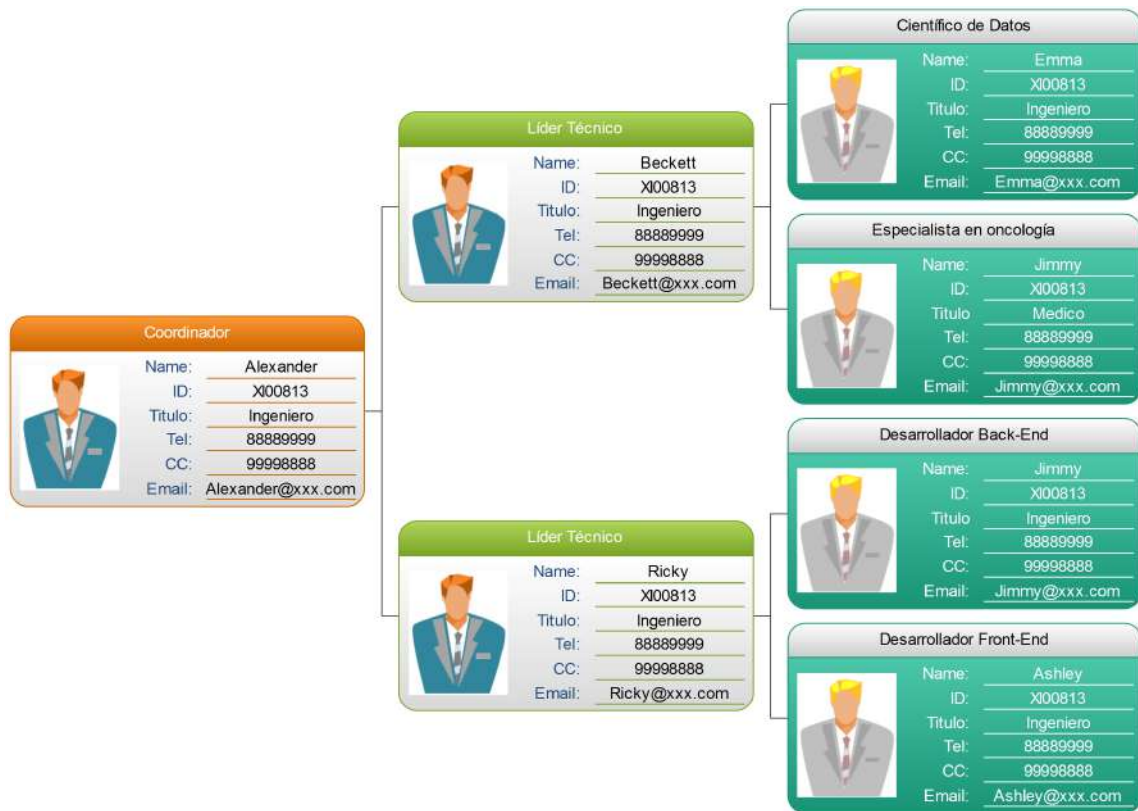 Coordinador
Name: Alexander
ID: XI00813
Titulo: Ingeniero
Tel: 88889999
CC: 99998888
Email: Alexander@xxx.com
Líder Técnico
Name: Beckett
ID: XI00813
Titulo: Ingeniero
Tel: 88889999
CC: 99998888
Email: Beckett@xxx.com
Científico de Datos
Name: Emma
ID: XI00813
Titulo: Ingeniero
Tel: 88889999
CC: 99998888
Email: Emma@xxx.com
Especialista en oncología
Name: Jimmy
ID: XI00813
Titulo Medico
Tel: 88889999
CC: 99998888
Email: Jimmy@xxx.com
Líder Técnico
Name: Ricky
ID: XI00813
Titulo: Ingeniero
Tel: 88889999
CC: 99998888
Email: Ricky@xxx.com
Desarrollador Back-End
Name: Jimmy
ID: XI00813
Titulo Ingeniero
Tel: 88889999
CC: 99998888
Email: Jimmy@xxx.com
Desarrollador Front-End
Name: Ashley
ID: XI00813
Titulo: Ingeniero
Tel: 88889999
CC: 99998888
Email: Ashley@xxx.com